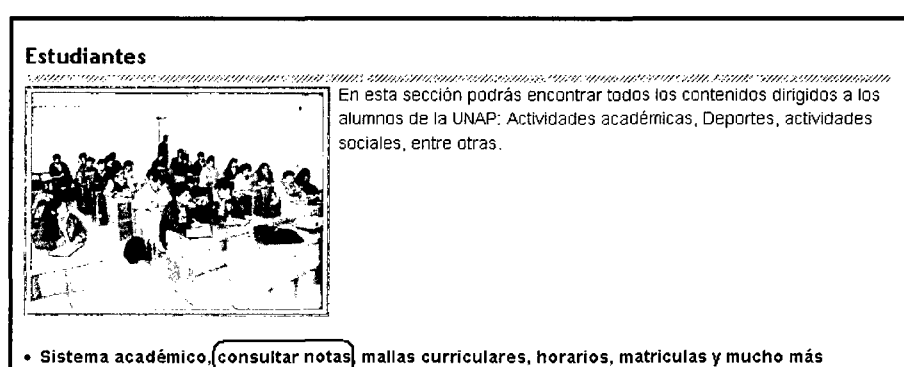 Estudiantes
En esta sección podrás encontrar todos los contenidos dirigidos a los
alumnos de la UNAP: Actividades académicas, Deportes, actividades
sociales, entre otras.
• Sistema académico, consultar notas, mallas curriculares, horarios, matriculas y mucho más